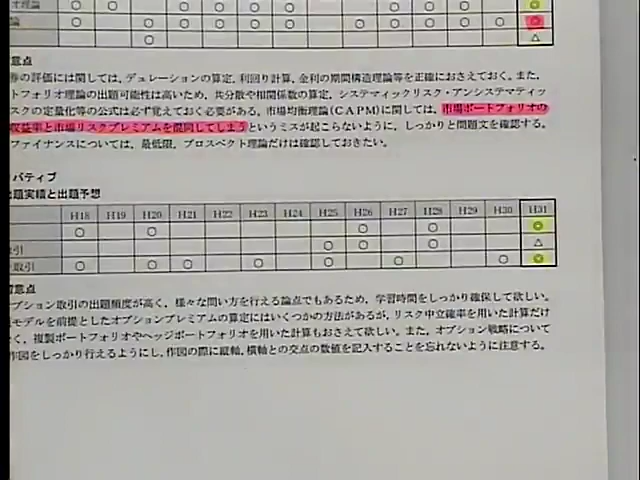 オ理論 ○ ○ ○ ○ ○ ○ ○ ○ ◎
論 ○ ○ ○ ○ ○ ○ ○ ○ ○ ○ ◎
○ △
意点
券の評価には関しては，デュレーションの算定，利回り計算，金利の期間構造理論等を正確におさえておく。また，
トフォリオ理論の出題可能性は高いため，共分散や相関係数の算定，システマティックリスク・アンシステマティッ
スクの定量化等の公式は必ず覚えておく必要がある。市場均衡理論（ＣＡＰＭ）に関しては，市場ポートフォリオの
収益率と市場リスクプレミアムを混同してしまうというミスが起こらないように，しっかりと問題文を確認する。
ファイナンスについては，最低限，プロスペクト理論だけは確認しておきたい。
バティブ
出題実績と出題予想
H18 H19 H20 H21 H22 H23 H24 H25 H26 H27 H28 H29 H30 H31
○ ○ ○ ○ ◎
取引 ○ ○ ○ △
取引 ○ ○ ○ ○ ○ ○ ○ ◎
意点
プション取引の出題頻度が高く，様々な問い方を行える論点でもあるため，学習時間をしっかり確保して欲しい。
モデルを前提としたオプションプレミアムの算定にはいくつかの方法があるが，リスク中立確率を用いた計算だけ
く，複製ポートフォリオやヘッジポートフォリオを用いた計算もおさえて欲しい。また，オプション戦略について
作図をしっかり行えるようにし，作図の際に縦軸，横軸との交点の数値を記入することを忘れないように注意する。